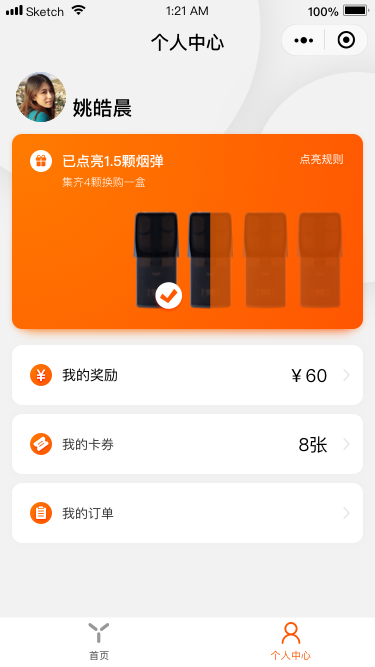 Sketch 1:21 AM 100%
个人中心
姚皓晨
已点亮1.5颗烟弹 点亮规则
集齐4颗换购一盒
我的奖励 ¥60
我的卡券 8张
我的订单
首页 个人中心